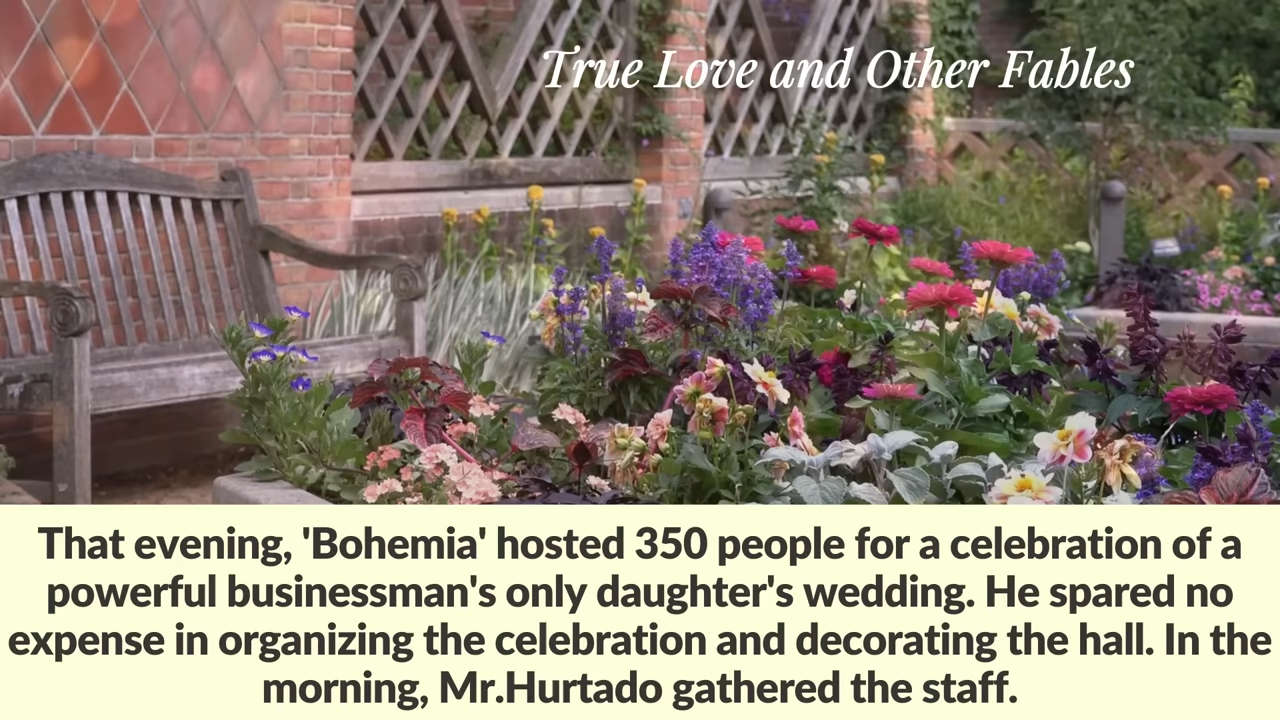 True Love and Other Fables
That evening, 'Bohemia' hosted 350 people for a celebration of a
powerful businessman's only daughter's wedding. He spared no
expense in organizing the celebration and decorating the hall. In the
morning, Mr.Hurtado gathered the staff.